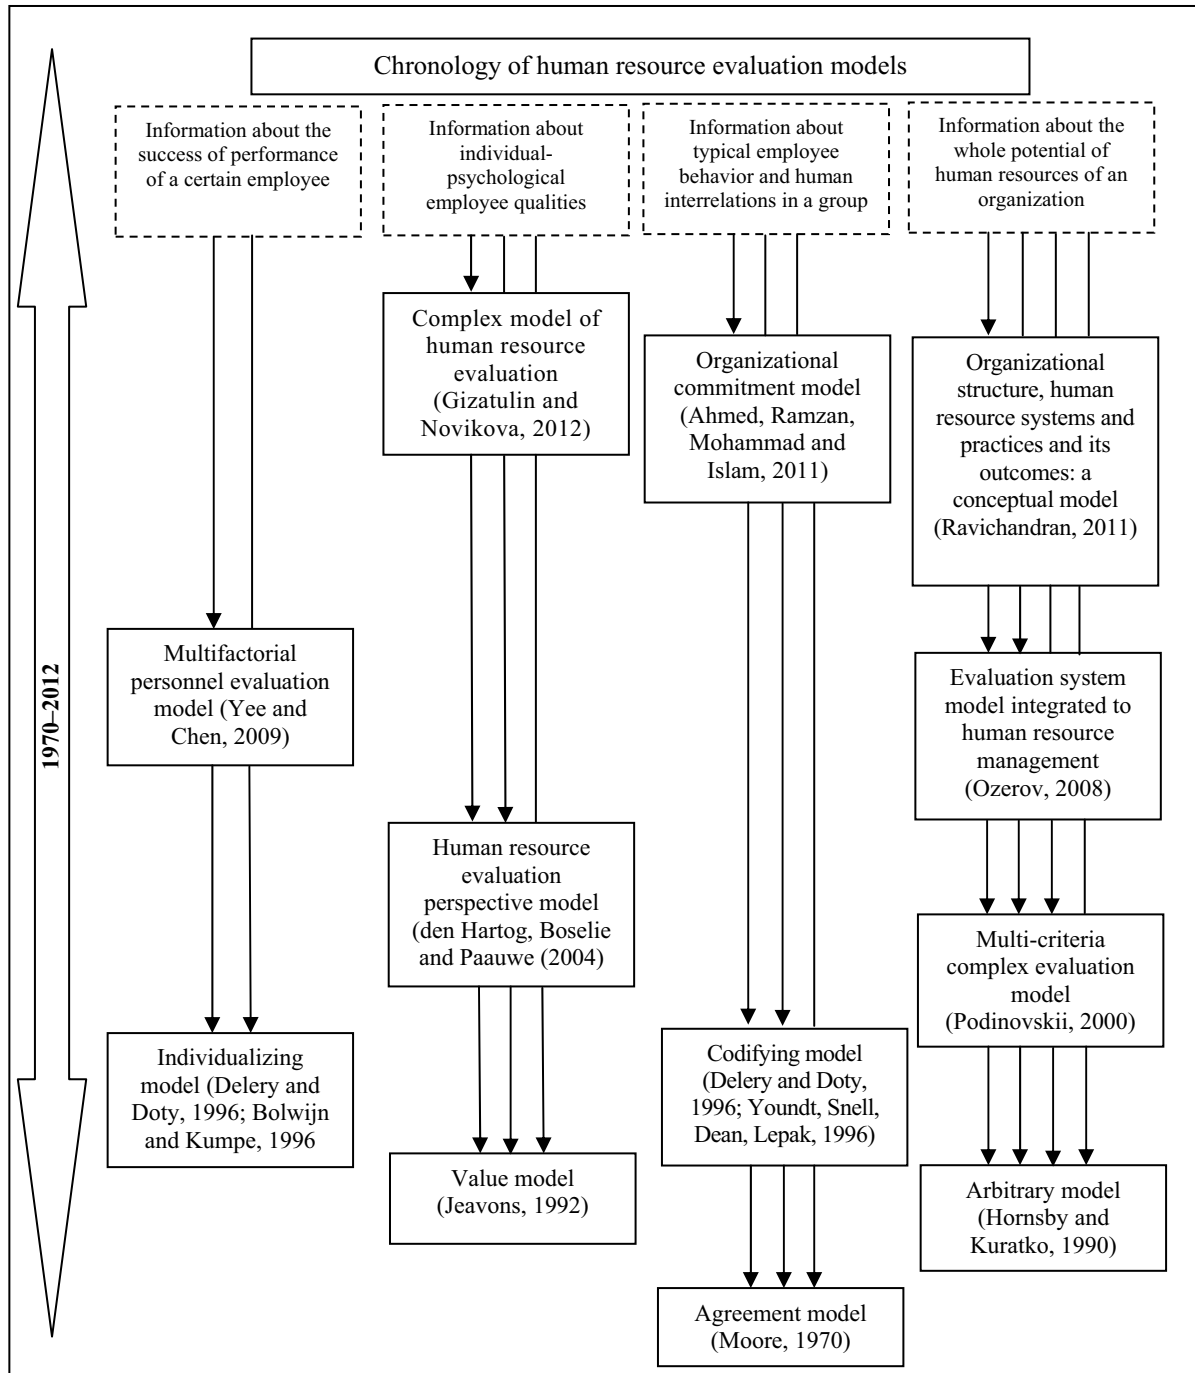 Chronology of human resource evaluation models
Information about the
success of performance
of a certain employee
Information about
individual-
psychological
employee qualities
Information about
typical employee
behavior and human
interrelations in a group
Information about the
whole potential of
human resources of an
organization
1970–2012
Complex model of
human resource
evaluation
(Gizatulin and
Novikova, 2012)
Organizational
commitment model
(Ahmed, Ramzan,
Mohammad and
Islam, 2011)
Organizational
structure, human
resource systems and
practices and its
outcomes: a
conceptual model
(Ravichandran, 2011)
Multifactorial
personnel evaluation
model (Yee and
Chen, 2009)
Evaluation system
model integrated to
human resource
management
(Ozerov, 2008)
Human resource
evaluation
perspective model
(den Hartog, Boselie
and Paauwe (2004)
Multi-criteria
complex evaluation
model
(Podinovskii, 2000)
Individualizing
model (Delery and
Doty, 1996; Bolwijn
and Kumpe, 1996
Codifying model
(Delery and Doty,
1996; Youndt, Snell,
Dean, Lepak, 1996)
Value model
(Jeavons, 1992)
Arbitrary model
(Hornsby and
Kuratko, 1990)
Agreement model
(Moore, 1970)